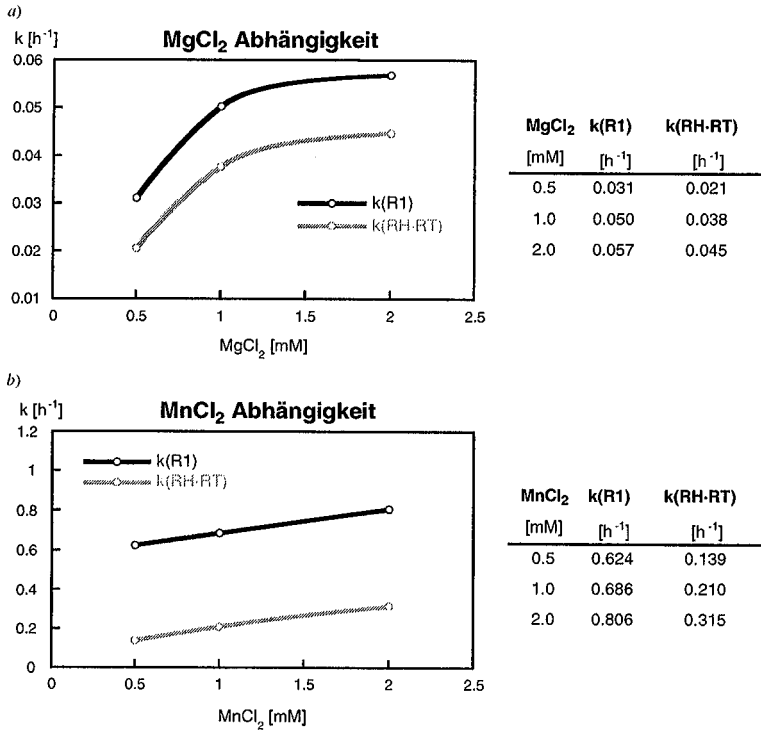 a)
k [h⁻¹]
MgCl₂ Abhängigkeit
0.06
0.05
0.04
0.03
0.02
0.01
k(R1)
k(RH·RT)
0
0.5
1
1.5
2
2.5
MgCl₂ [mM]
MgCl₂ k(R1) k(RH·RT)
[mM] [h⁻¹] [h⁻¹]
0.5 0.031 0.021
1.0 0.050 0.038
2.0 0.057 0.045
b)
k [h⁻¹]
MnCl₂ Abhängigkeit
1.2
1
0.8
0.6
0.4
0.2
0
k(R1)
k(RH·RT)
0
0.5
1
1.5
2
2.5
MnCl₂ [mM]
MnCl₂ k(R1) k(RH·RT)
[mM] [h⁻¹] [h⁻¹]
0.5 0.624 0.139
1.0 0.686 0.210
2.0 0.806 0.315